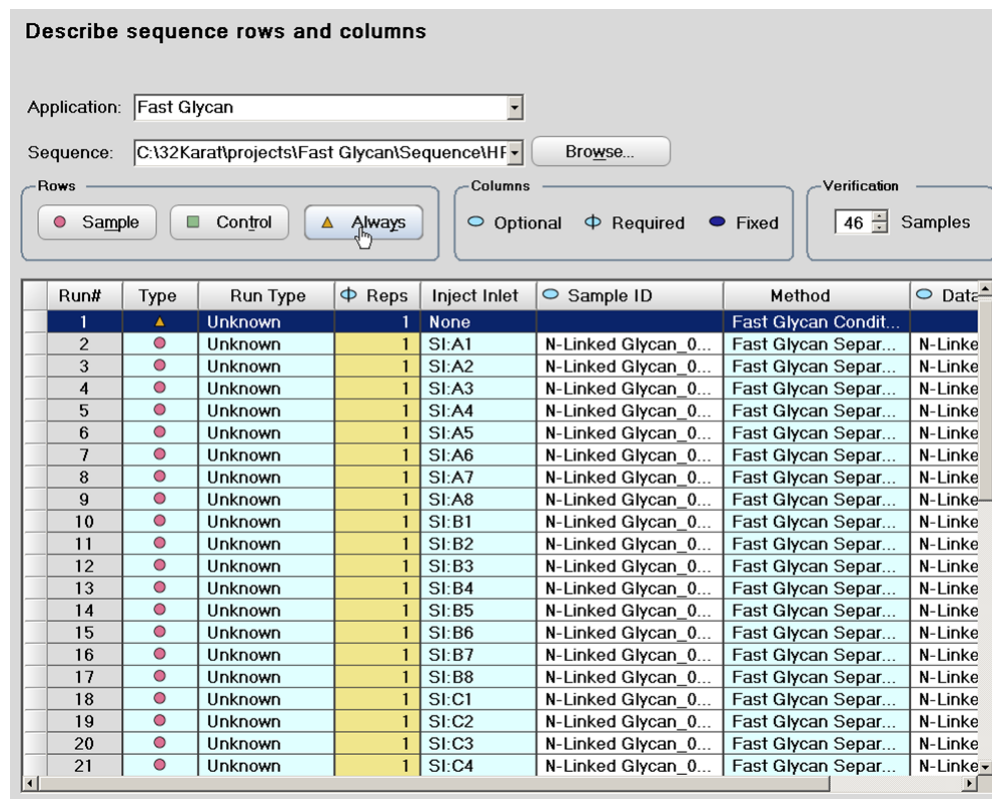 Describe sequence rows and columns
Application: Fast Glycan
Sequence: C:\32Karat\projects\Fast Glycan\Sequence\HF Browse...
Rows Columns Verification
Sample Control Always Optional Required Fixed 46 Samples
Run# Type Run Type Reps Inject Inlet Sample ID Method Data
1 Unknown 1 None Fast Glycan Condit...
2 Unknown 1 SI:A1 N-Linked Glycan_0... Fast Glycan Separ... N-Linke
3 Unknown 1 SI:A2 N-Linked Glycan_0... Fast Glycan Separ... N-Linke
4 Unknown 1 SI:A3 N-Linked Glycan_0... Fast Glycan Separ... N-Linke
5 Unknown 1 SI:A4 N-Linked Glycan_0... Fast Glycan Separ... N-Linke
6 Unknown 1 SI:A5 N-Linked Glycan_0... Fast Glycan Separ... N-Linke
7 Unknown 1 SI:A6 N-Linked Glycan_0... Fast Glycan Separ... N-Linke
8 Unknown 1 SI:A7 N-Linked Glycan_0... Fast Glycan Separ... N-Linke
9 Unknown 1 SI:A8 N-Linked Glycan_0... Fast Glycan Separ... N-Linke
10 Unknown 1 SI:B1 N-Linked Glycan_0... Fast Glycan Separ... N-Linke
11 Unknown 1 SI:B2 N-Linked Glycan_0... Fast Glycan Separ... N-Linke
12 Unknown 1 SI:B3 N-Linked Glycan_0... Fast Glycan Separ... N-Linke
13 Unknown 1 SI:B4 N-Linked Glycan_0... Fast Glycan Separ... N-Linke
14 Unknown 1 SI:B5 N-Linked Glycan_0... Fast Glycan Separ... N-Linke
15 Unknown 1 SI:B6 N-Linked Glycan_0... Fast Glycan Separ... N-Linke
16 Unknown 1 SI:B7 N-Linked Glycan_0... Fast Glycan Separ... N-Linke
17 Unknown 1 SI:B8 N-Linked Glycan_0... Fast Glycan Separ... N-Linke
18 Unknown 1 SI:C1 N-Linked Glycan_0... Fast Glycan Separ... N-Linke
19 Unknown 1 SI:C2 N-Linked Glycan_0... Fast Glycan Separ... N-Linke
20 Unknown 1 SI:C3 N-Linked Glycan_0... Fast Glycan Separ... N-Linke
21 Unknown 1 SI:C4 N-Linked Glycan_0... Fast Glycan Separ... N-Linke